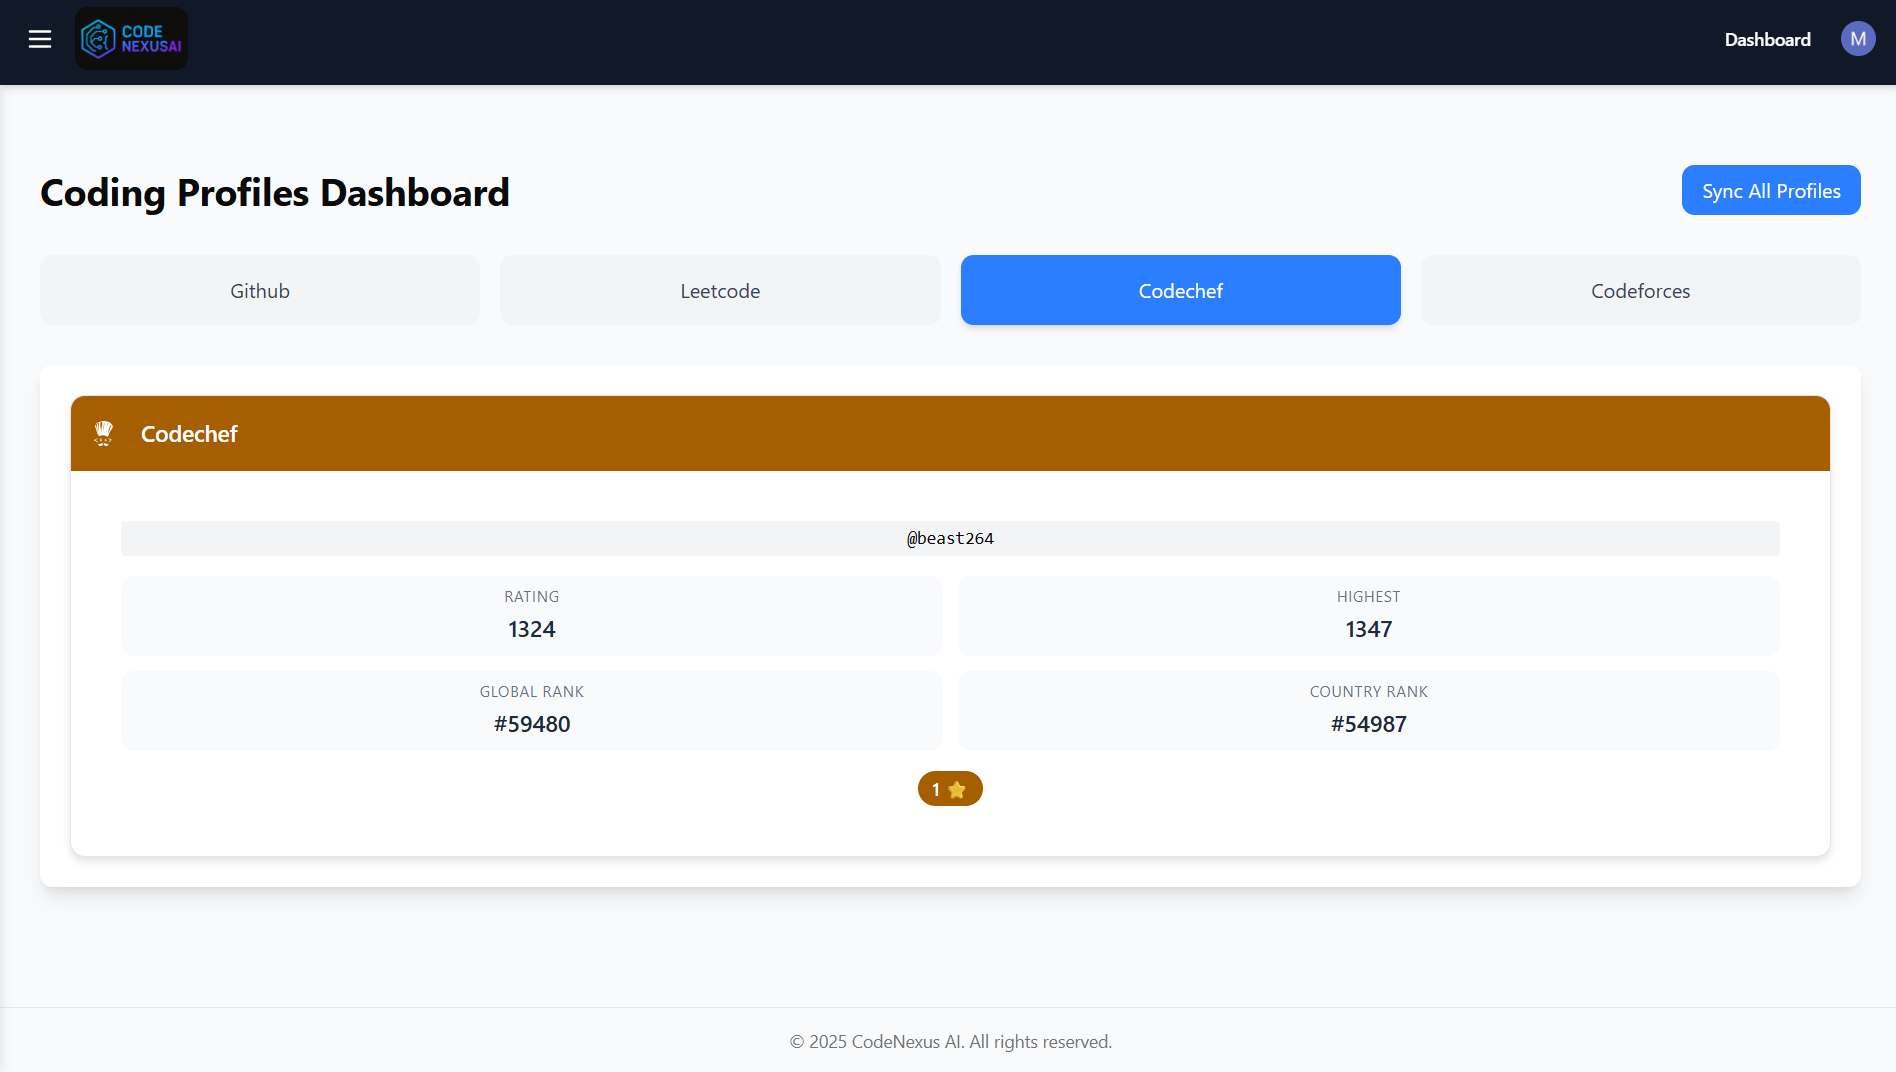 CODE
NEXUSAI
Dashboard
M
Coding Profiles Dashboard
Sync All Profiles
Github
Leetcode
Codechef
Codeforces
Codechef
@beast264
RATING
1324
HIGHEST
1347
GLOBAL RANK
#59480
COUNTRY RANK
#54987
1 ⭐
© 2025 CodeNexus AI. All rights reserved.